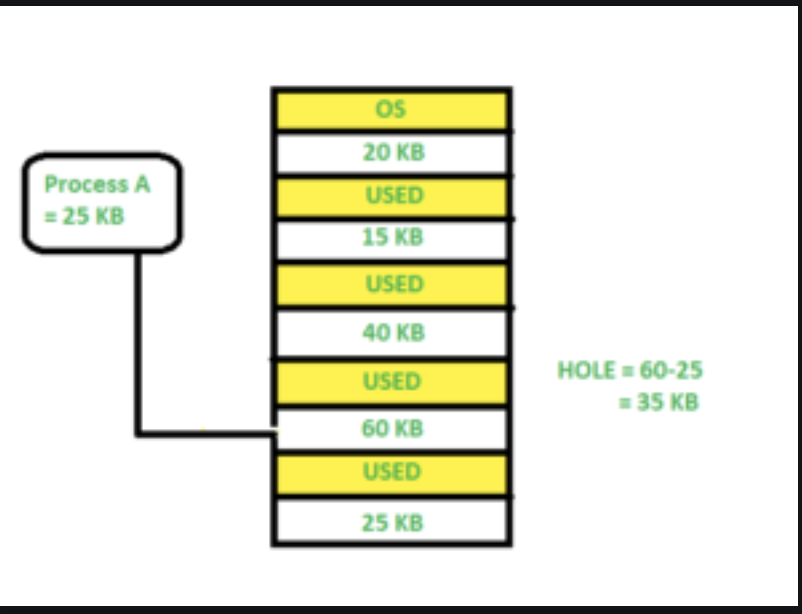 OS
20 KB
Process A
= 25 KB
USED
15 KB
USED
40 KB
USED
HOLE = 60-25
= 35 KB
60 KB
USED
25 KB